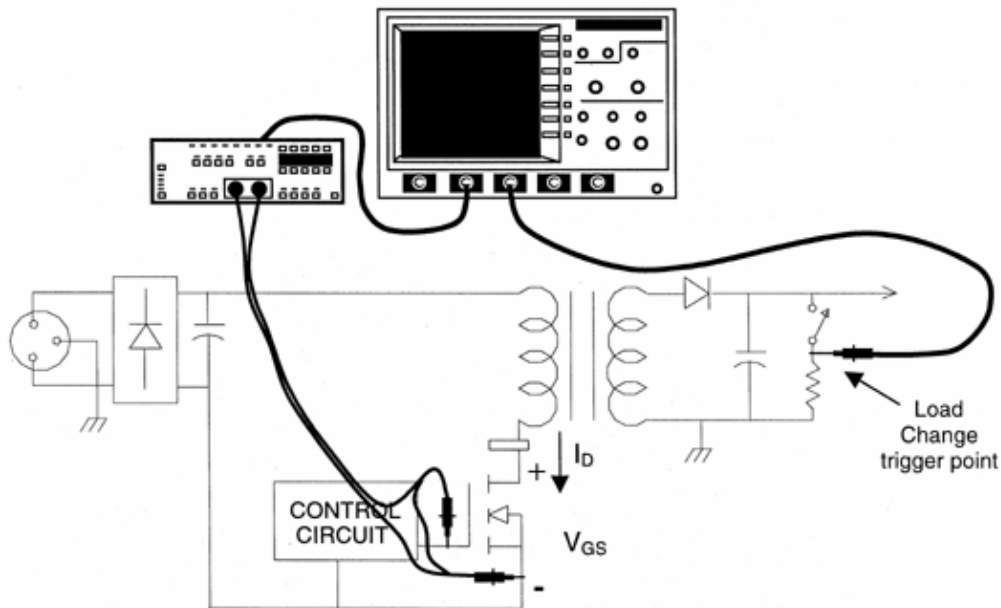 I_D
+
CONTROL
CIRCUIT
V_GS
-
Load
Change
trigger point